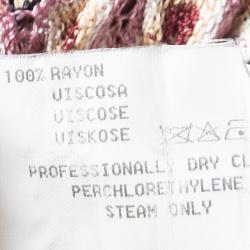 100% RAYON
VISCOSA
VISCOSE
VISKOSE
PROFESSIONALLY DRY CL
PERCHLORETHYLENE
STEAM ONLY